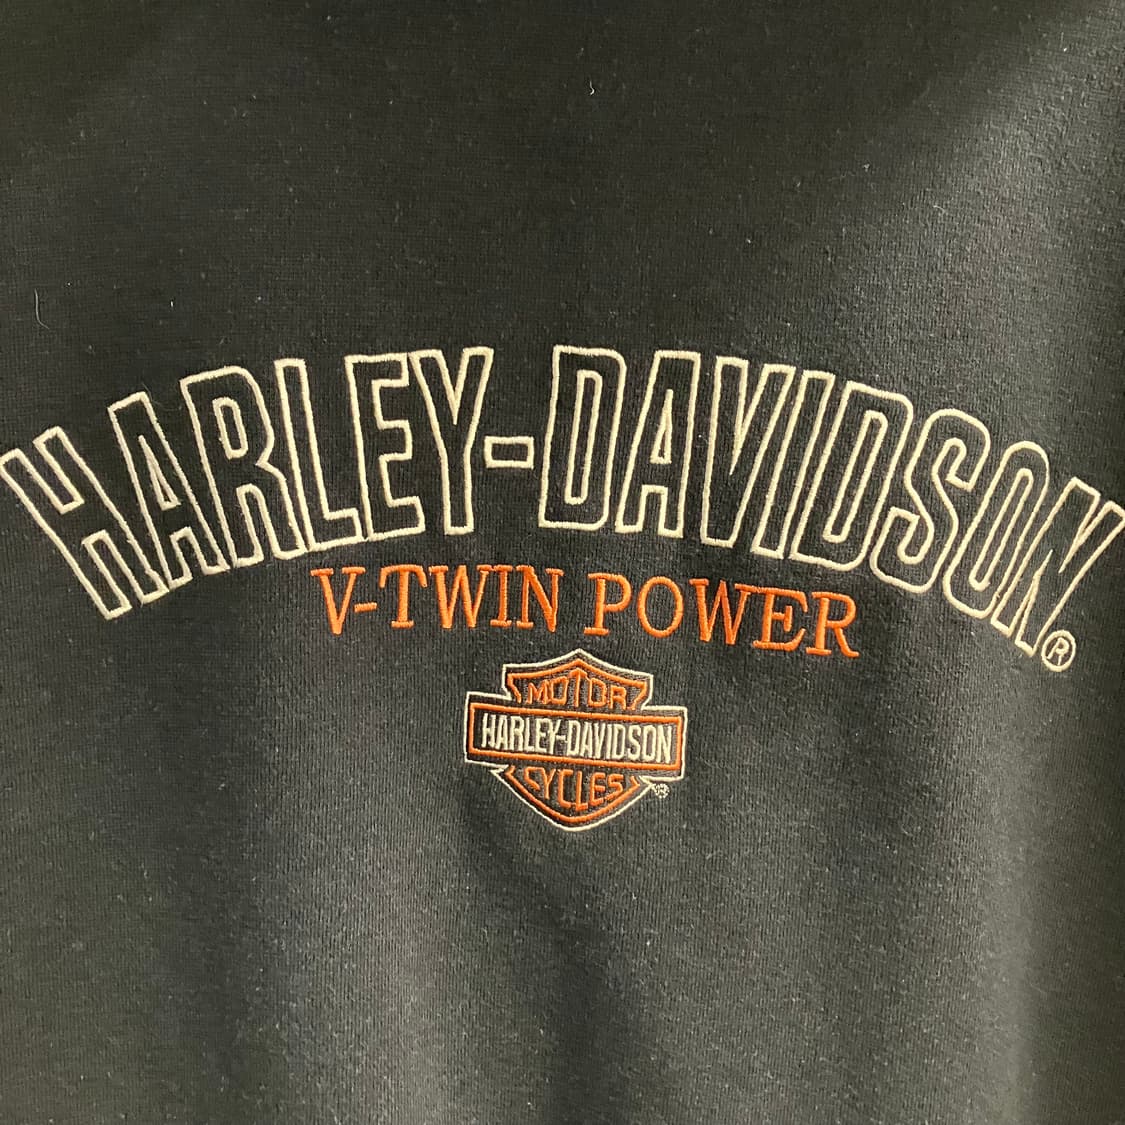 HARLEY-DAVIDSON®
V-TWIN POWER
MOTOR
HARLEY-DAVIDSON
CYCLES®